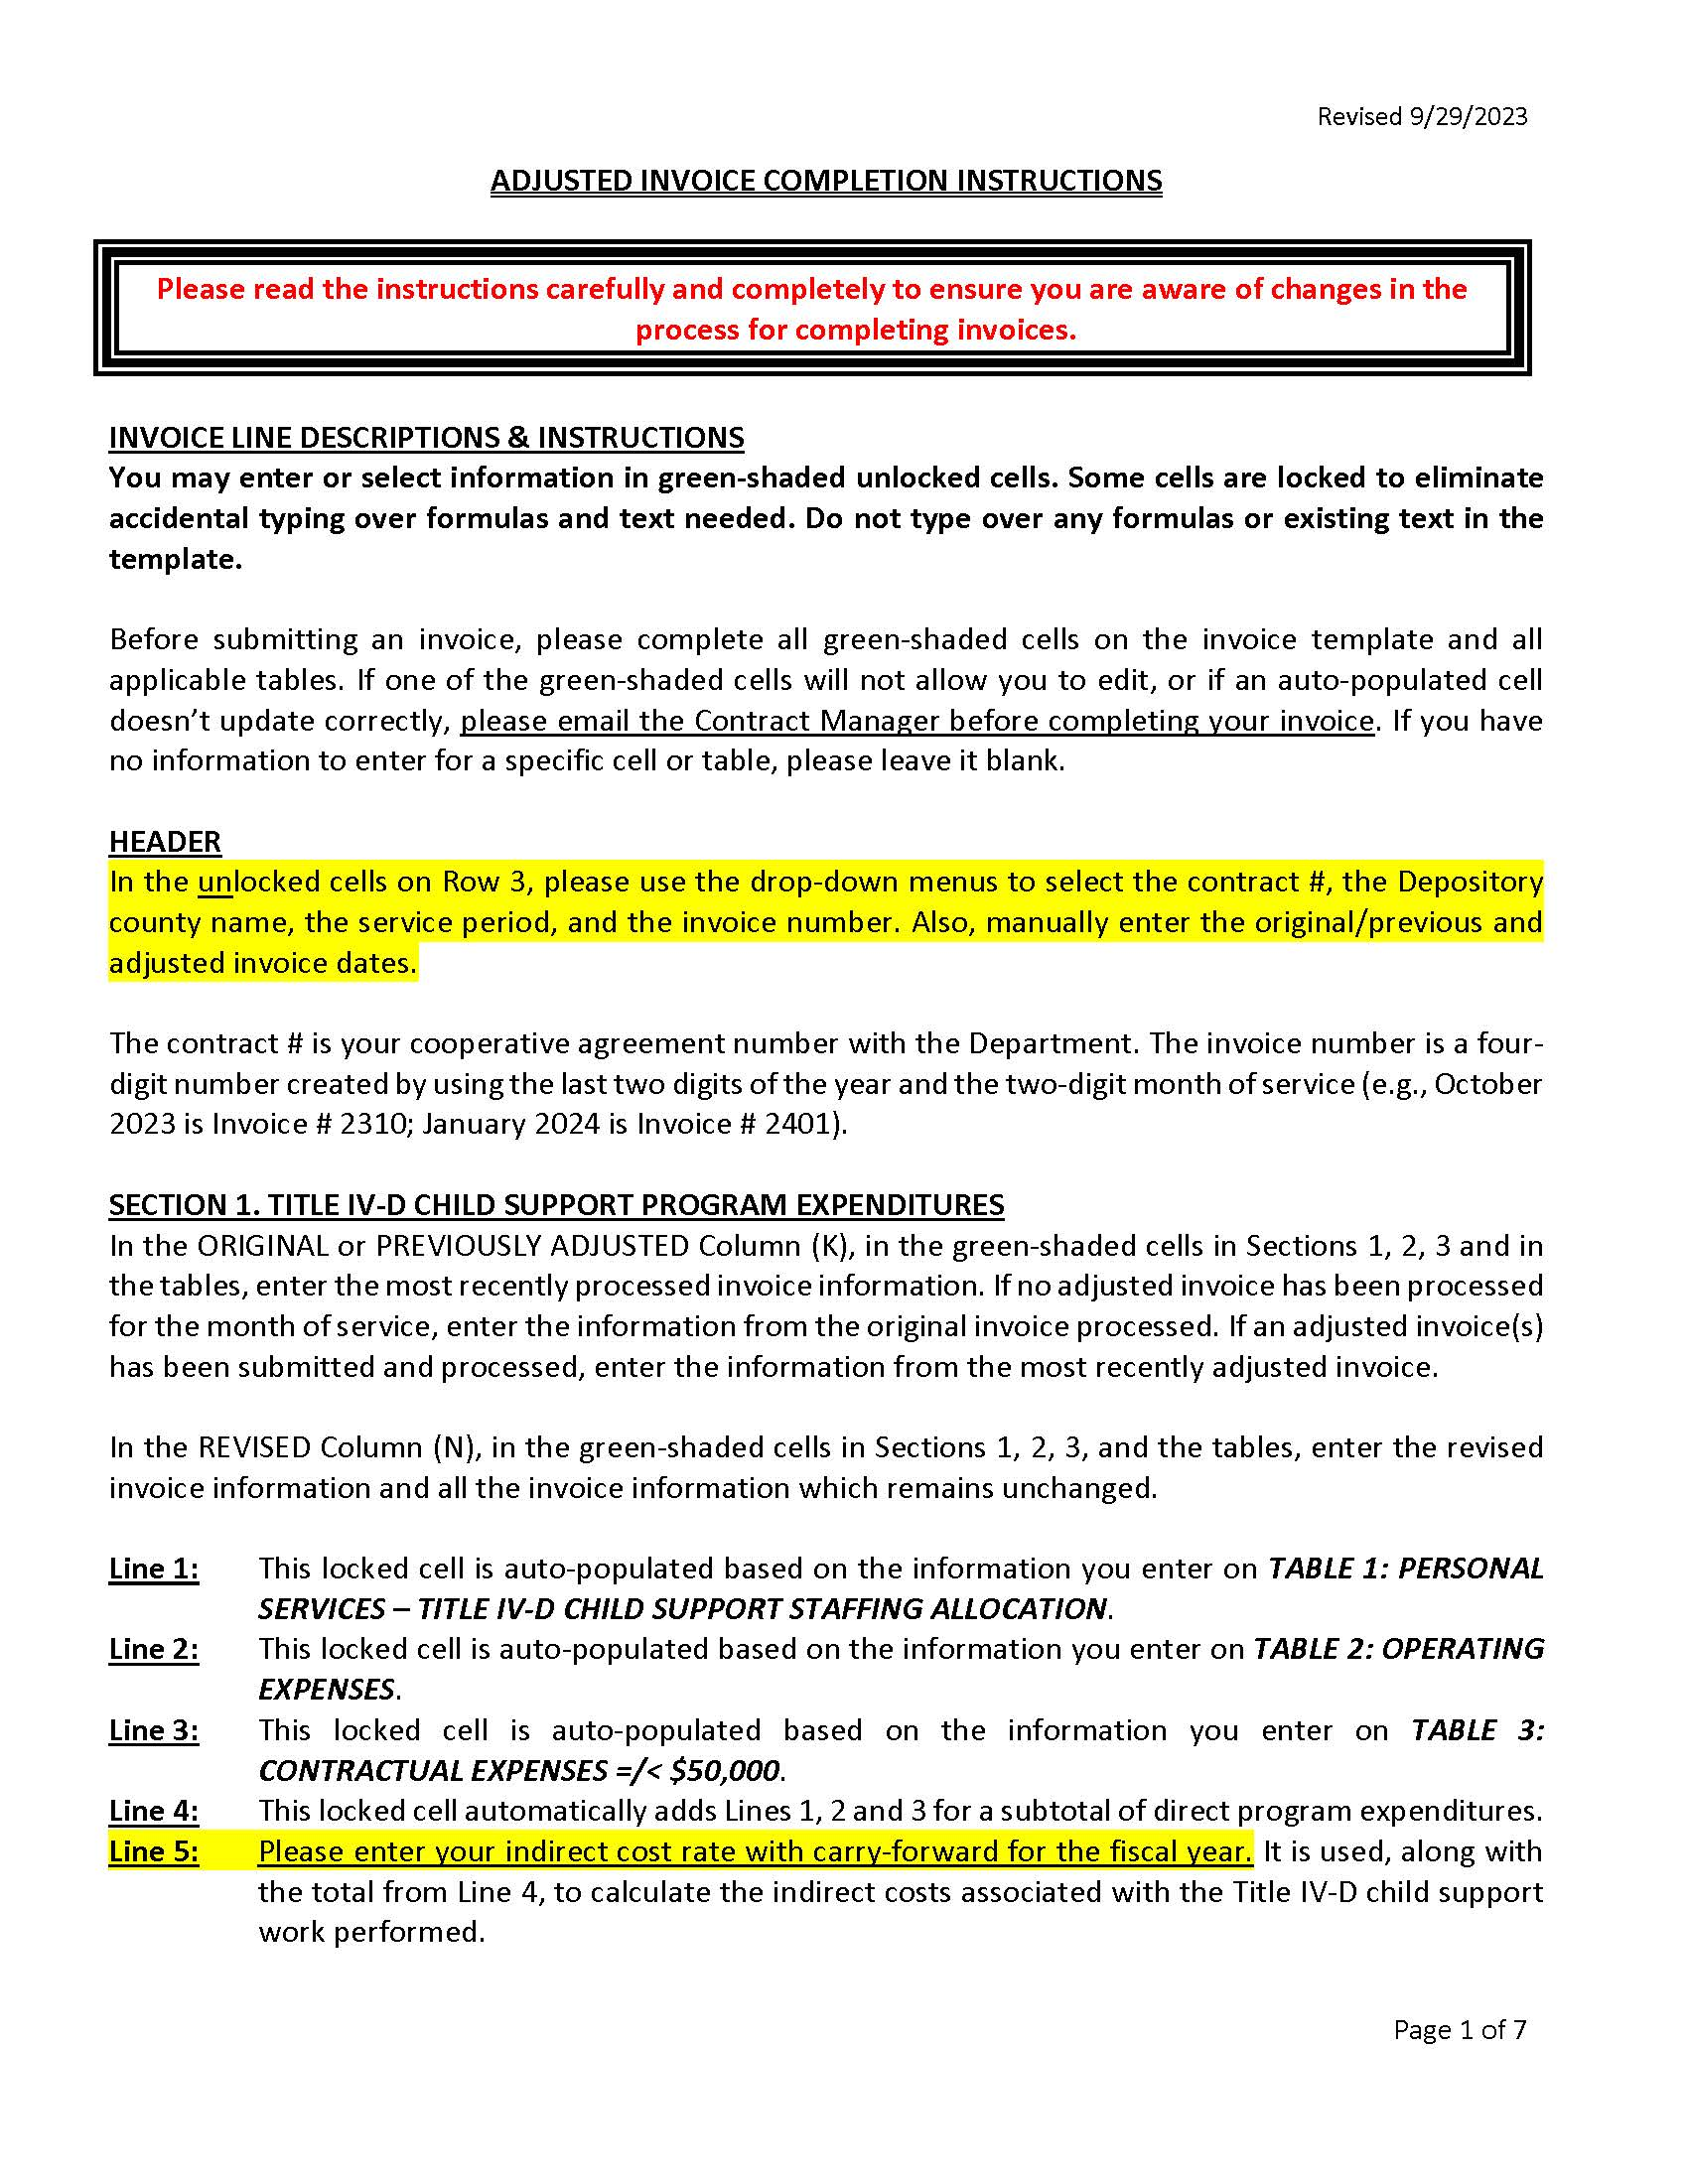 Revised 9/29/2023
ADJUSTED INVOICE COMPLETION INSTRUCTIONS
Please read the instructions carefully and completely to ensure you are aware of changes in the
process for completing invoices.
INVOICE LINE DESCRIPTIONS & INSTRUCTIONS
You may enter or select information in green-shaded unlocked cells. Some cells are locked to eliminate
accidental typing over formulas and text needed. Do not type over any formulas or existing text in the
template.
Before submitting an invoice, please complete all green-shaded cells on the invoice template and all
applicable tables. If one of the green-shaded cells will not allow you to edit, or if an auto-populated cell
doesn’t update correctly, please email the Contract Manager before completing your invoice. If you have
no information to enter for a specific cell or table, please leave it blank.
HEADER
In the unlocked cells on Row 3, please use the drop-down menus to select the contract #, the Depository
county name, the service period, and the invoice number. Also, manually enter the original/previous and
adjusted invoice dates.
The contract # is your cooperative agreement number with the Department. The invoice number is a four-
digit number created by using the last two digits of the year and the two-digit month of service (e.g., October
2023 is Invoice # 2310; January 2024 is Invoice # 2401).
SECTION 1. TITLE IV-D CHILD SUPPORT PROGRAM EXPENDITURES
In the ORIGINAL or PREVIOUSLY ADJUSTED Column (K), in the green-shaded cells in Sections 1, 2, 3 and in
the tables, enter the most recently processed invoice information. If no adjusted invoice has been processed
for the month of service, enter the information from the original invoice processed. If an adjusted invoice(s)
has been submitted and processed, enter the information from the most recently adjusted invoice.
In the REVISED Column (N), in the green-shaded cells in Sections 1, 2, 3, and the tables, enter the revised
invoice information and all the invoice information which remains unchanged.
Line 1: This locked cell is auto-populated based on the information you enter on TABLE 1: PERSONAL
SERVICES – TITLE IV-D CHILD SUPPORT STAFFING ALLOCATION.
Line 2: This locked cell is auto-populated based on the information you enter on TABLE 2: OPERATING
EXPENSES.
Line 3: This locked cell is auto-populated based on the information you enter on TABLE 3:
CONTRACTUAL EXPENSES =/< $50,000.
Line 4: This locked cell automatically adds Lines 1, 2 and 3 for a subtotal of direct program expenditures.
Line 5: Please enter your indirect cost rate with carry-forward for the fiscal year. It is used, along with
the total from Line 4, to calculate the indirect costs associated with the Title IV-D child support
work performed.
Page 1 of 7